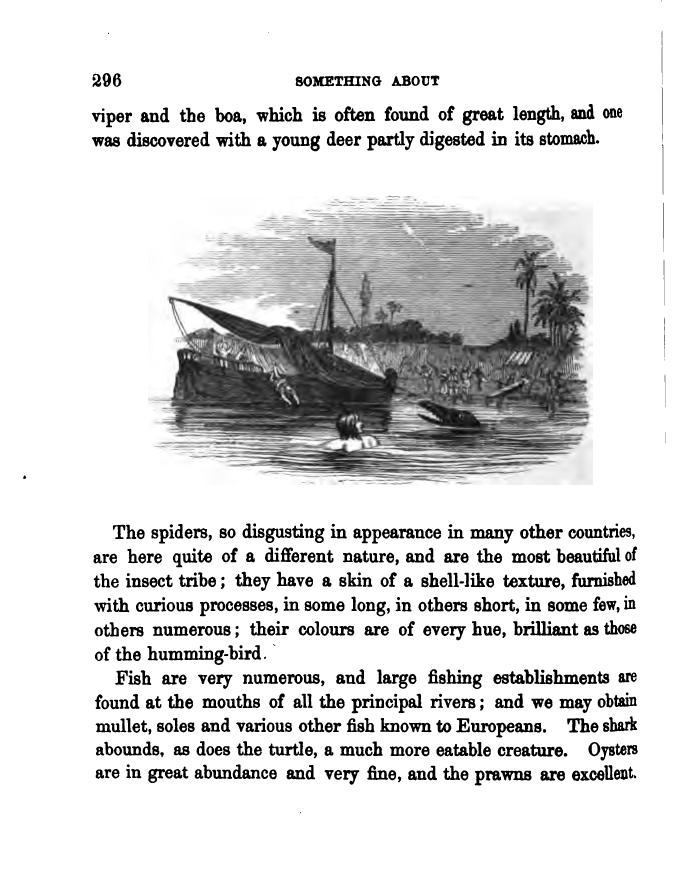 296
SOMETHING ABOUT
viper and the boa, which is often found of great length, and one
was discovered with a young deer partly digested in its stomach.
The spiders, so disgusting in appearance in many other countries,
are here quite of a different nature, and are the most beautiful of
the insect tribe; they have a skin of a shell-like texture, furnished
with curious processes, in some long, in others short, in some few, in
others numerous; their colours are of every hue, brilliant as those
of the humming-bird.
Fish are very numerous, and large fishing establishments are
found at the mouths of all the principal rivers; and we may obtain
mullet, soles and various other fish known to Europeans. The shark
abounds, as does the turtle, a much more eatable creature. Oysters
are in great abundance and very fine, and the prawns are excellent.